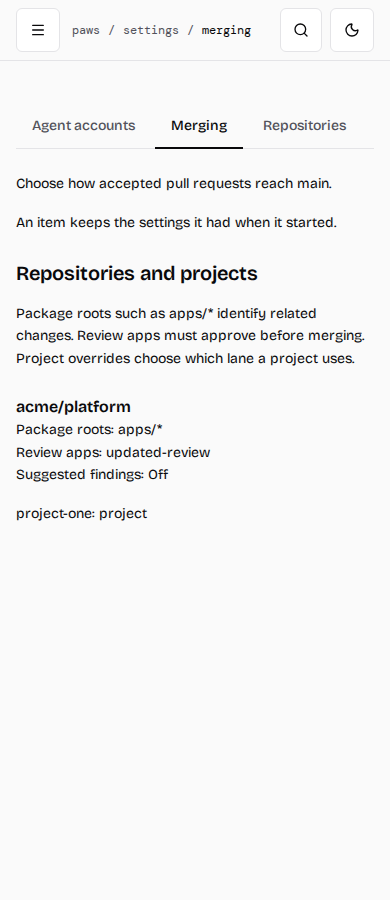 paws / settings / merging
Agent accounts
Merging
Repositories
Choose how accepted pull requests reach main.
An item keeps the settings it had when it started.
Repositories and projects
Package roots such as apps/* identify related
changes. Review apps must approve before merging.
Project overrides choose which lane a project uses.
acme/platform
Package roots: apps/*
Review apps: updated-review
Suggested findings: Off
project-one: project